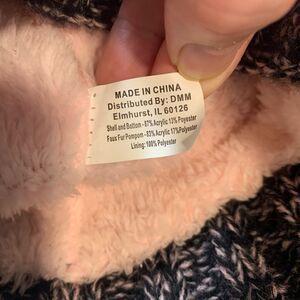 MADE IN CHINA
Distributed By: DMM
Elmhurst, IL 60126
Shell and Bottom - 87% Acrylic 13% Polyester
Faux Fur Pompom - 83% Acrylic 17% Polyester
Lining: 100% Polyester